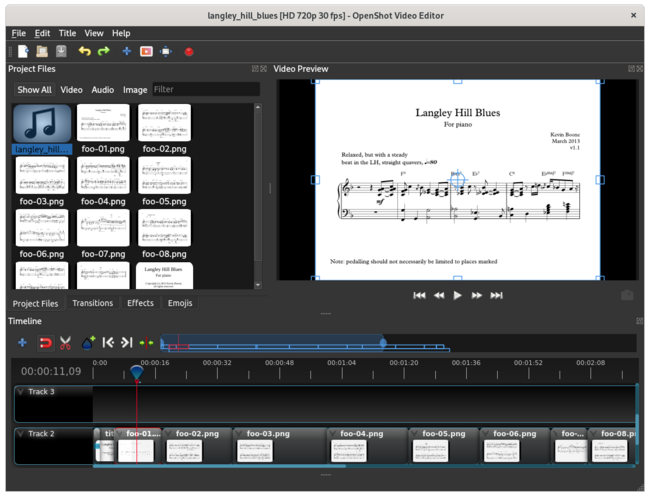 langley_hill_blues [HD 720p 30 fps] - OpenShot Video Editor
File Edit Title View Help
Project Files
Video Preview
Show All Video Audio Image Filter
langley_hill...
foo-01.png
foo-02.png
foo-03.png
foo-04.png
foo-05.png
foo-06.png
foo-07.png
foo-08.png
Langley Hill Blues
For piano
Langley Hill Blues
For piano
Kevin Boone
March 2013
v1.1
Relaxed, but with a steady
beat in the LH, straight quavers,
mf
Note: pedalling should not necessarily be limited to places marked
Project Files Transitions Effects Emojis
Timeline
00:00:11,09
0:00 00:00:16 00:00:32 00:00:48 00:01:04 00:01:20 00:01:36 00:01:52 00:02:08
Track 3
Track 2
foo-01....
foo-02.png
foo-03.png
foo-04.png
foo-05.png
foo-06.png
foo-...
foo-08.p